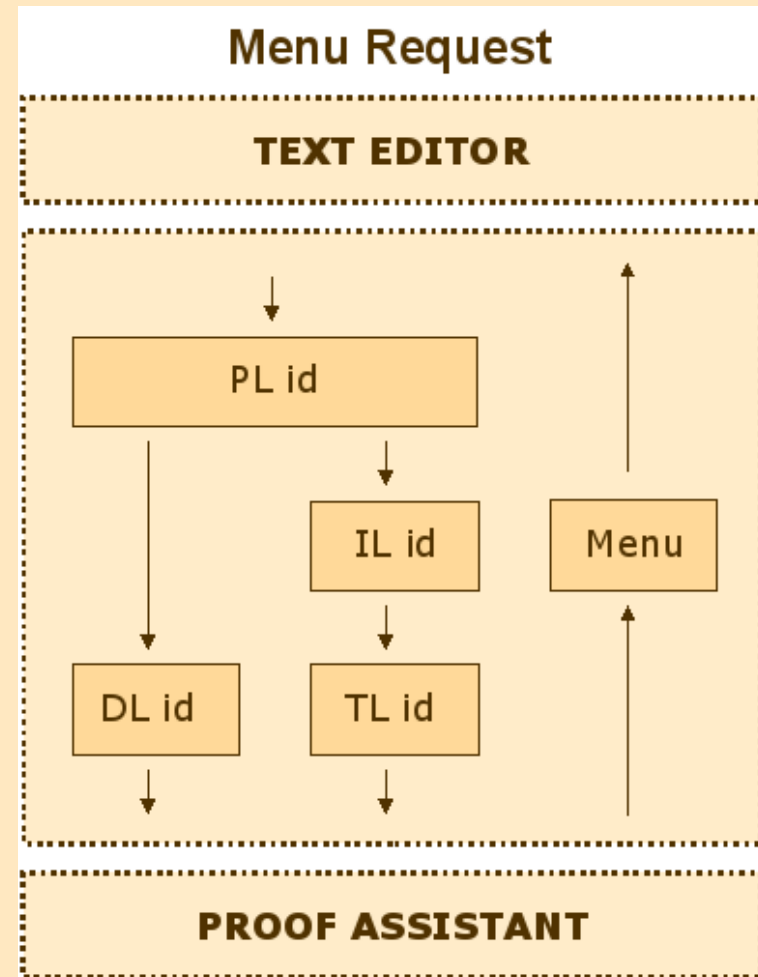 Menu Request
TEXT EDITOR
PL id
IL id
Menu
DL id
TL id
PROOF ASSISTANT